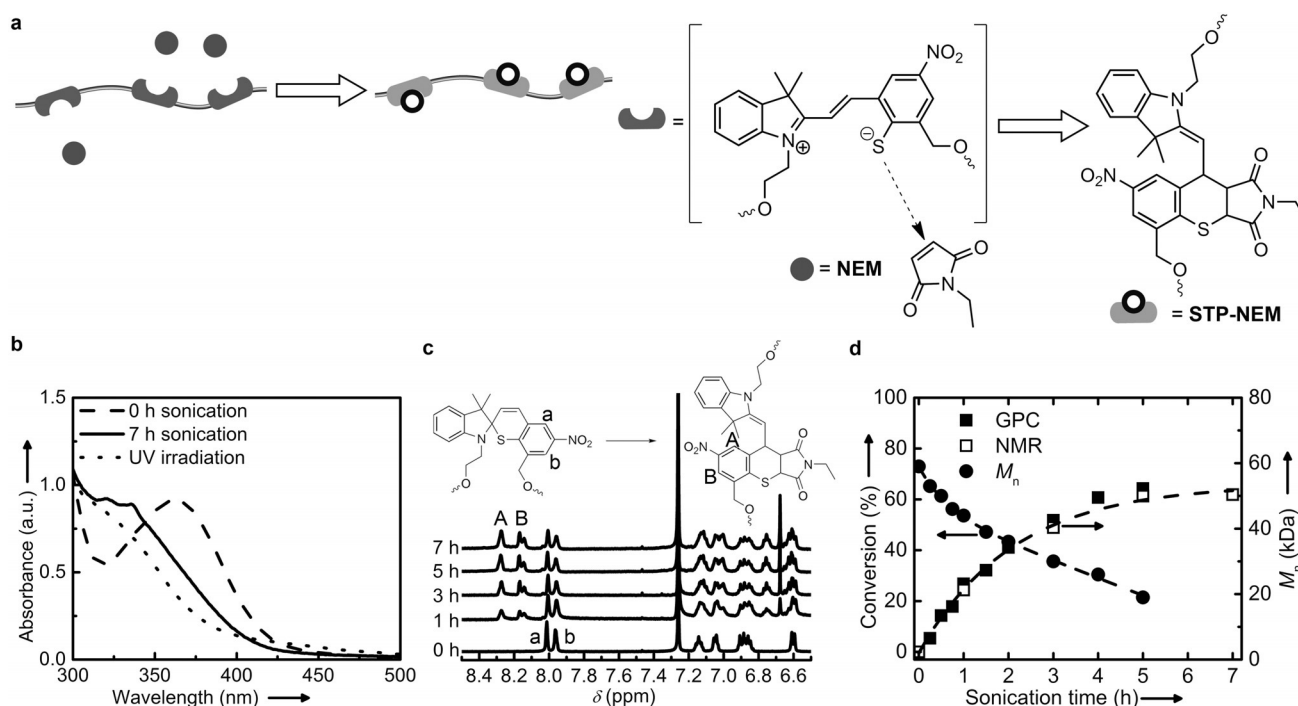 a
NO₂
N
⊕
S
⊖
O
O
=
= NEM
O
N
O
O
N
O₂N
O
N
S
O
O
= STP-NEM
b
1.5
1.0
0.5
0.0
Absorbance (a.u.)
0 h sonication
7 h sonication
UV irradiation
300 350 400 450 500
Wavelength (nm)
c
a
N
S
NO₂
b
O
O
O
N
O₂N
A
O
B
N
S
O
O
A B
7 h
5 h
3 h
1 h
0 h
a b
8.4 8.2 8.0 7.8 7.6 7.4 7.2 7.0 6.8 6.6
δ (ppm)
d
100
80
60
40
20
0
Conversion (%)
GPC
NMR
Mₙ
80
60
40
20
0
Mₙ (kDa)
0 1 2 3 4 5 6 7
Sonication time (h)